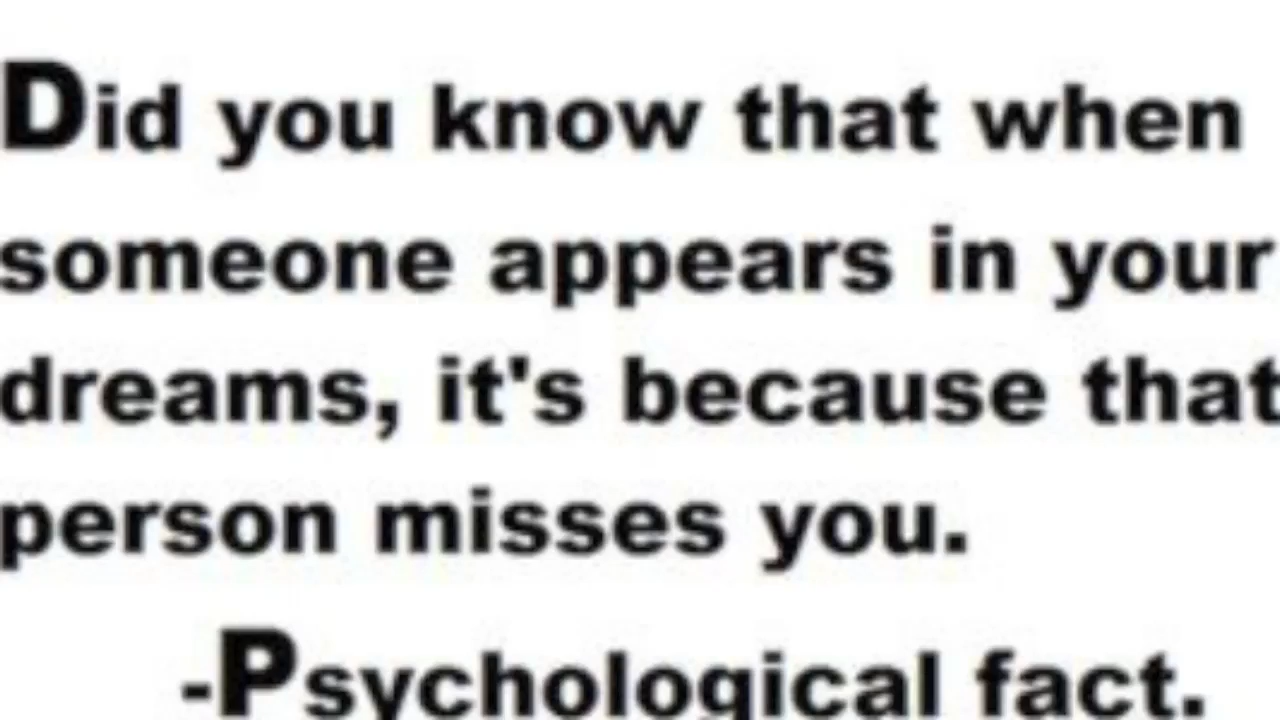 Did you know that when
someone appears in your
dreams, it's because that
person misses you.
-Psychological fact.